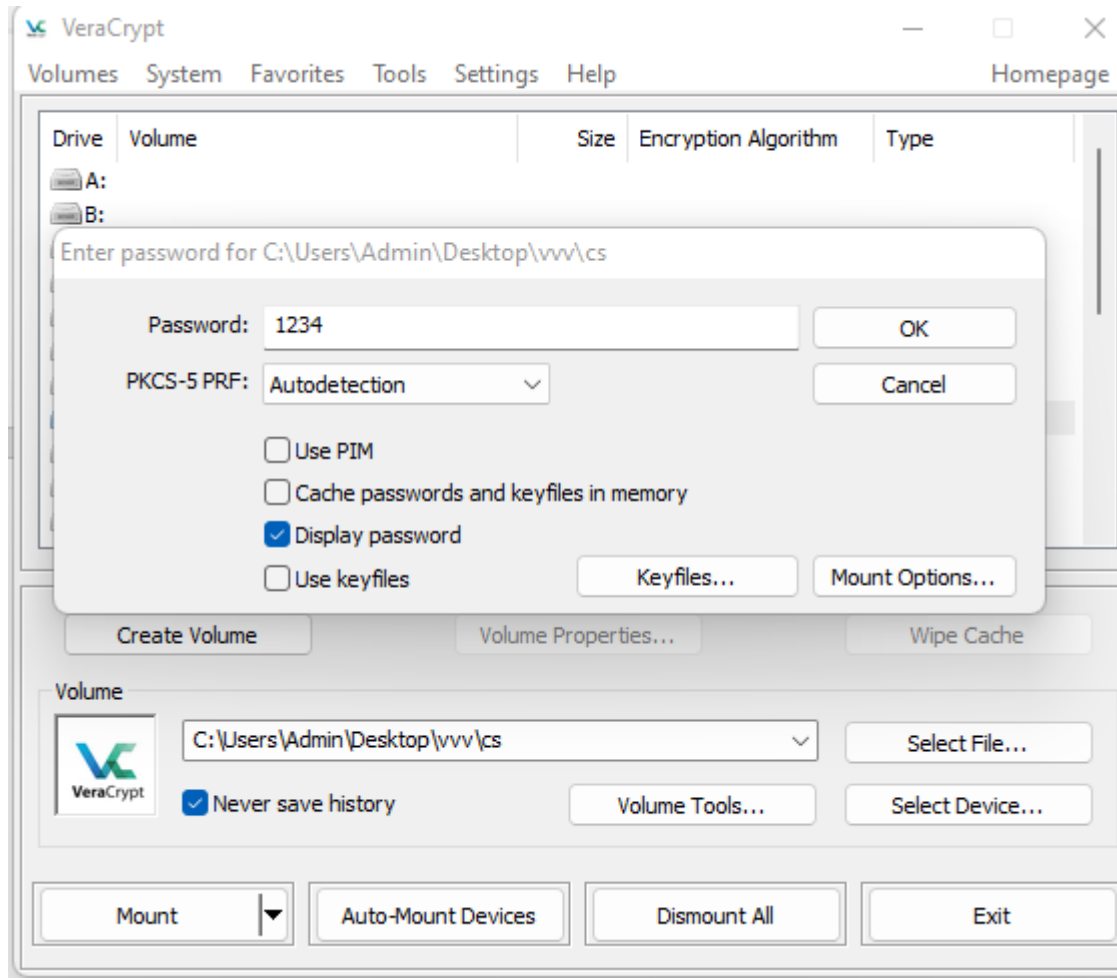 VeraCrypt
Volumes System Favorites Tools Settings Help Homepage
Drive Volume Size Encryption Algorithm Type
A:
B:
Enter password for C:\Users\Admin\Desktop\vvv\cs
Password: 1234 OK
PKCS-5 PRF: Autodetection Cancel
Use PIM
Cache passwords and keyfiles in memory
Display password
Use keyfiles Keyfiles... Mount Options...
Create Volume Volume Properties... Wipe Cache
Volume
C:\Users\Admin\Desktop\vvv\cs Select File...
VeraCrypt
Never save history Volume Tools... Select Device...
Mount Auto-Mount Devices Dismount All Exit